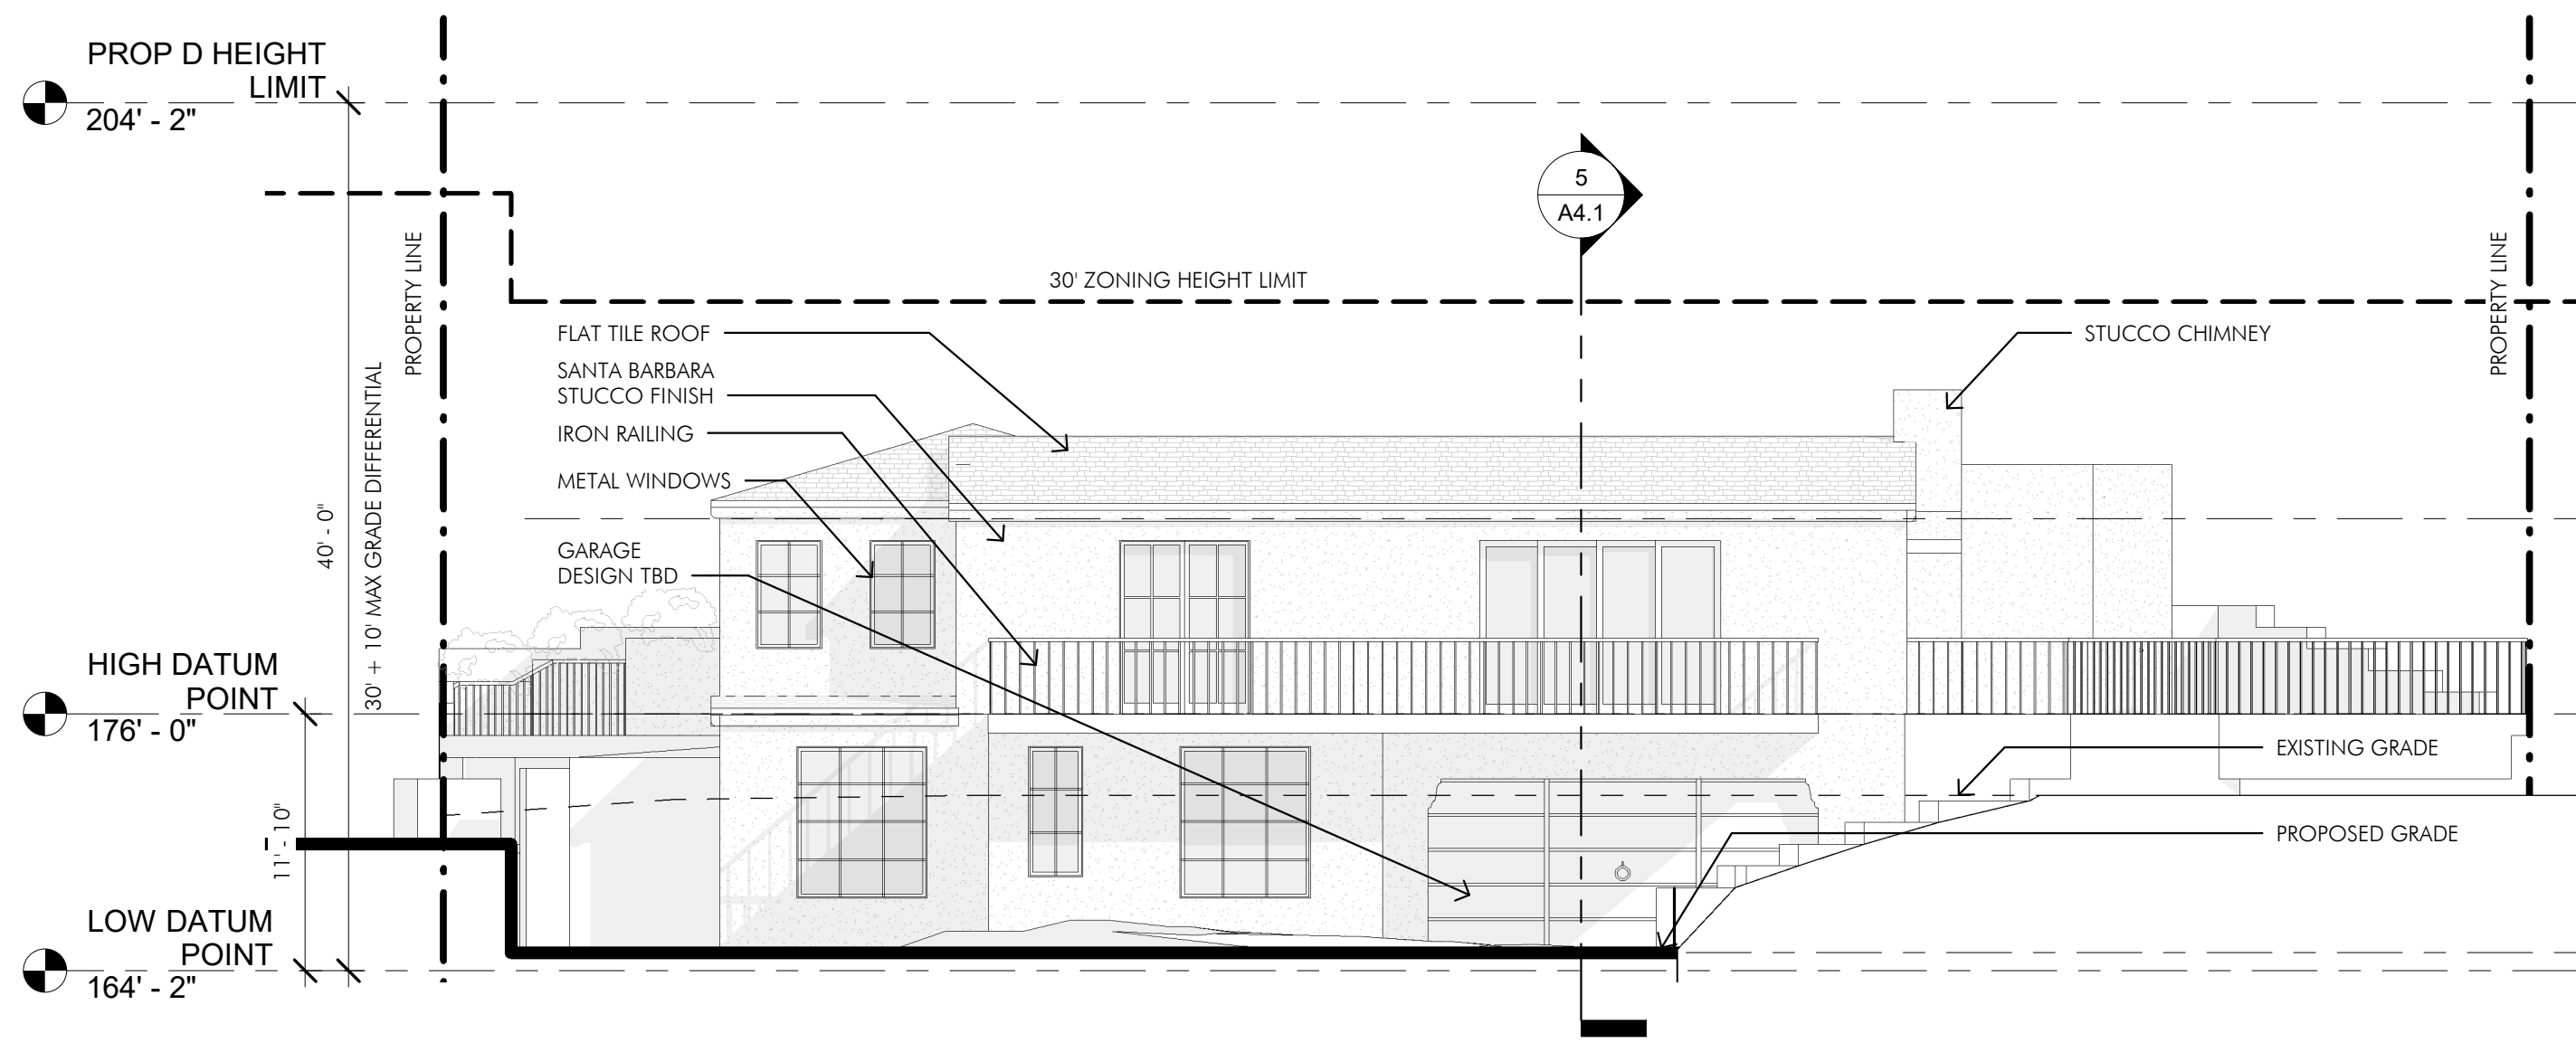 PROP D HEIGHT
LIMIT
204' - 2"
5
A4.1
PROPERTY LINE
PROPERTY LINE
30' ZONING HEIGHT LIMIT
FLAT TILE ROOF
STUCCO CHIMNEY
SANTA BARBARA
STUCCO FINISH
IRON RAILING
METAL WINDOWS
GARAGE
DESIGN TBD
40' - 0"
30' + 10' MAX GRADE DIFFERENTIAL
HIGH DATUM
POINT
176' - 0"
EXISTING GRADE
11' - 10"
PROPOSED GRADE
LOW DATUM
POINT
164' - 2"